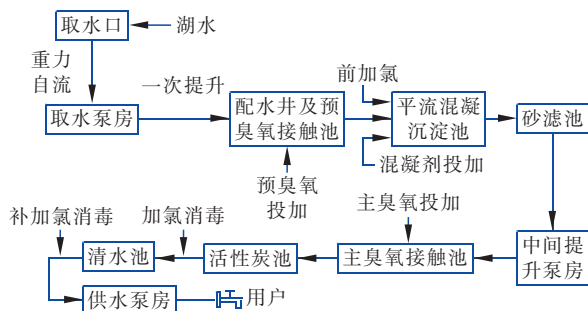 取水口
湖水
重力
自流
取水泵房
一次提升
配水井及预
臭氧接触池
预臭氧
投加
前加氯
平流混凝
沉淀池
混凝剂投加
砂滤池
中间提
升泵房
主臭氧投加
主臭氧接触池
活性炭池
加氯消毒
清水池
补加氯消毒
供水泵房
用户